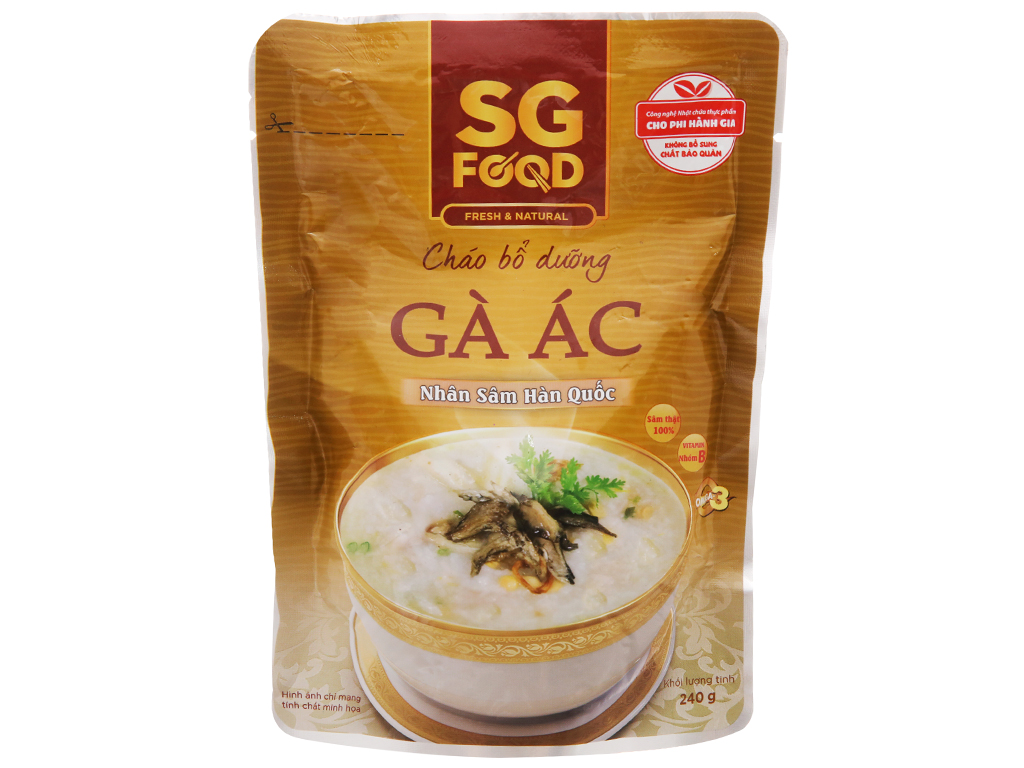 SG
FOOD
FRESH & NATURAL
Công nghệ Nhật chứa thực phẩm
CHO PHI HÀNH GIA
KHÔNG BỔ SUNG
CHẤT BẢO QUẢN
Cháo bổ dưỡng
GÀ ÁC
Nhân Sâm Hàn Quốc
Sâm thật
100%
VITAMIN
Nhóm B
OMEGA 3
Hình ảnh chỉ mang
tính chất minh họa
Khối lượng tịnh
240 g